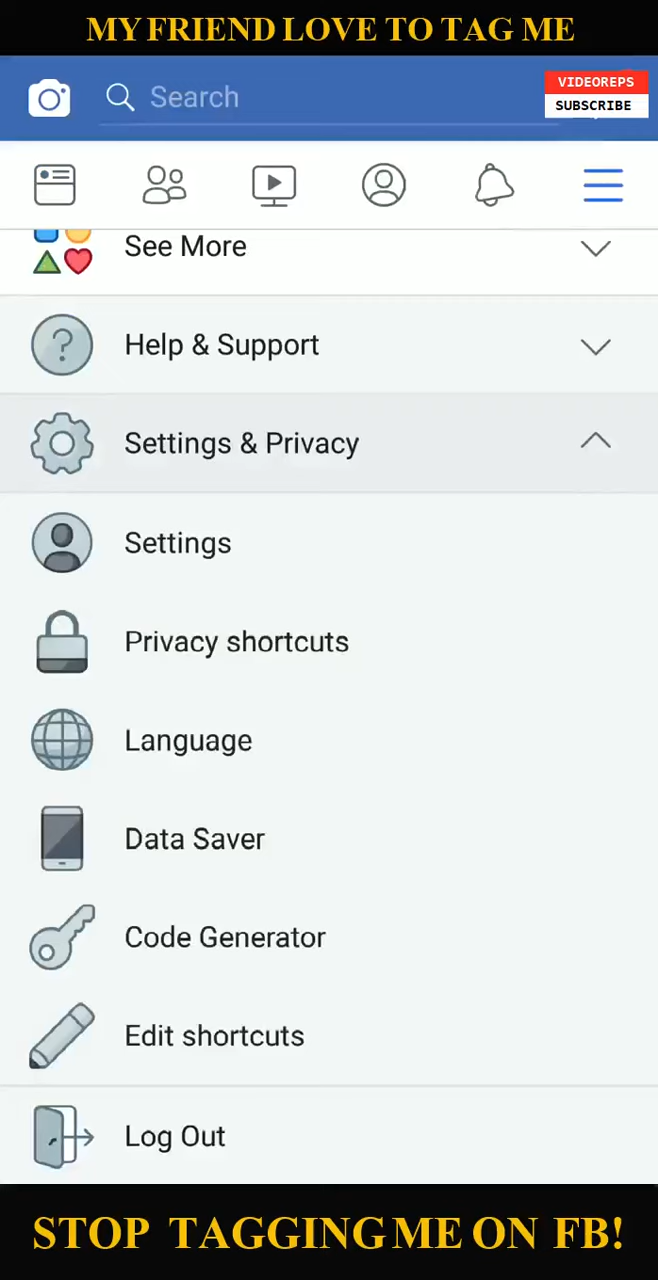 MY FRIEND LOVE TO TAG ME
Search
VIDEOREPS
SUBSCRIBE
See More
Help & Support
Settings & Privacy
Settings
Privacy shortcuts
Language
Data Saver
Code Generator
Edit shortcuts
Log Out
STOP TAGGING ME ON FB!